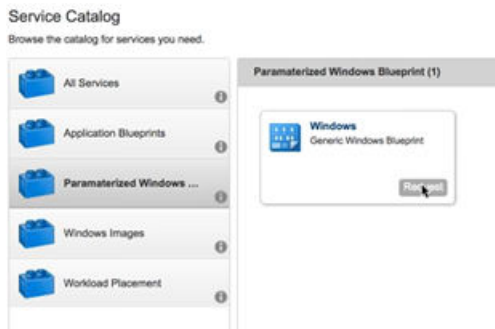 Service Catalog
Browse the catalog for services you need.
All Services
Application Blueprints
Paramaterized Windows ...
Windows Images
Workload Placement
Paramaterized Windows Blueprint (1)
Windows
Generic Windows Blueprint
Request